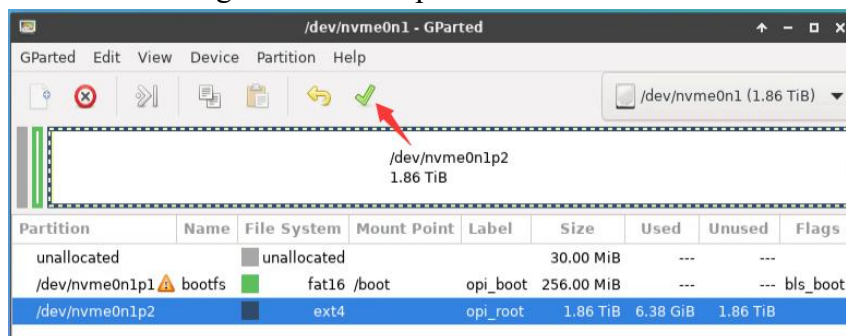 /dev/nvme0n1 - GParted
GParted Edit View Device Partition Help
/dev/nvme0n1 (1.86 TiB)
/dev/nvme0n1p2
1.86 TiB
Partition Name File System Mount Point Label Size Used Unused Flags
unallocated unallocated 30.00 MiB --- ---
/dev/nvme0n1p1 bootfs fat16 /boot opi_boot 256.00 MiB --- --- bls_boot
/dev/nvme0n1p2 ext4 opi_root 1.86 TiB 6.38 GiB 1.86 TiB